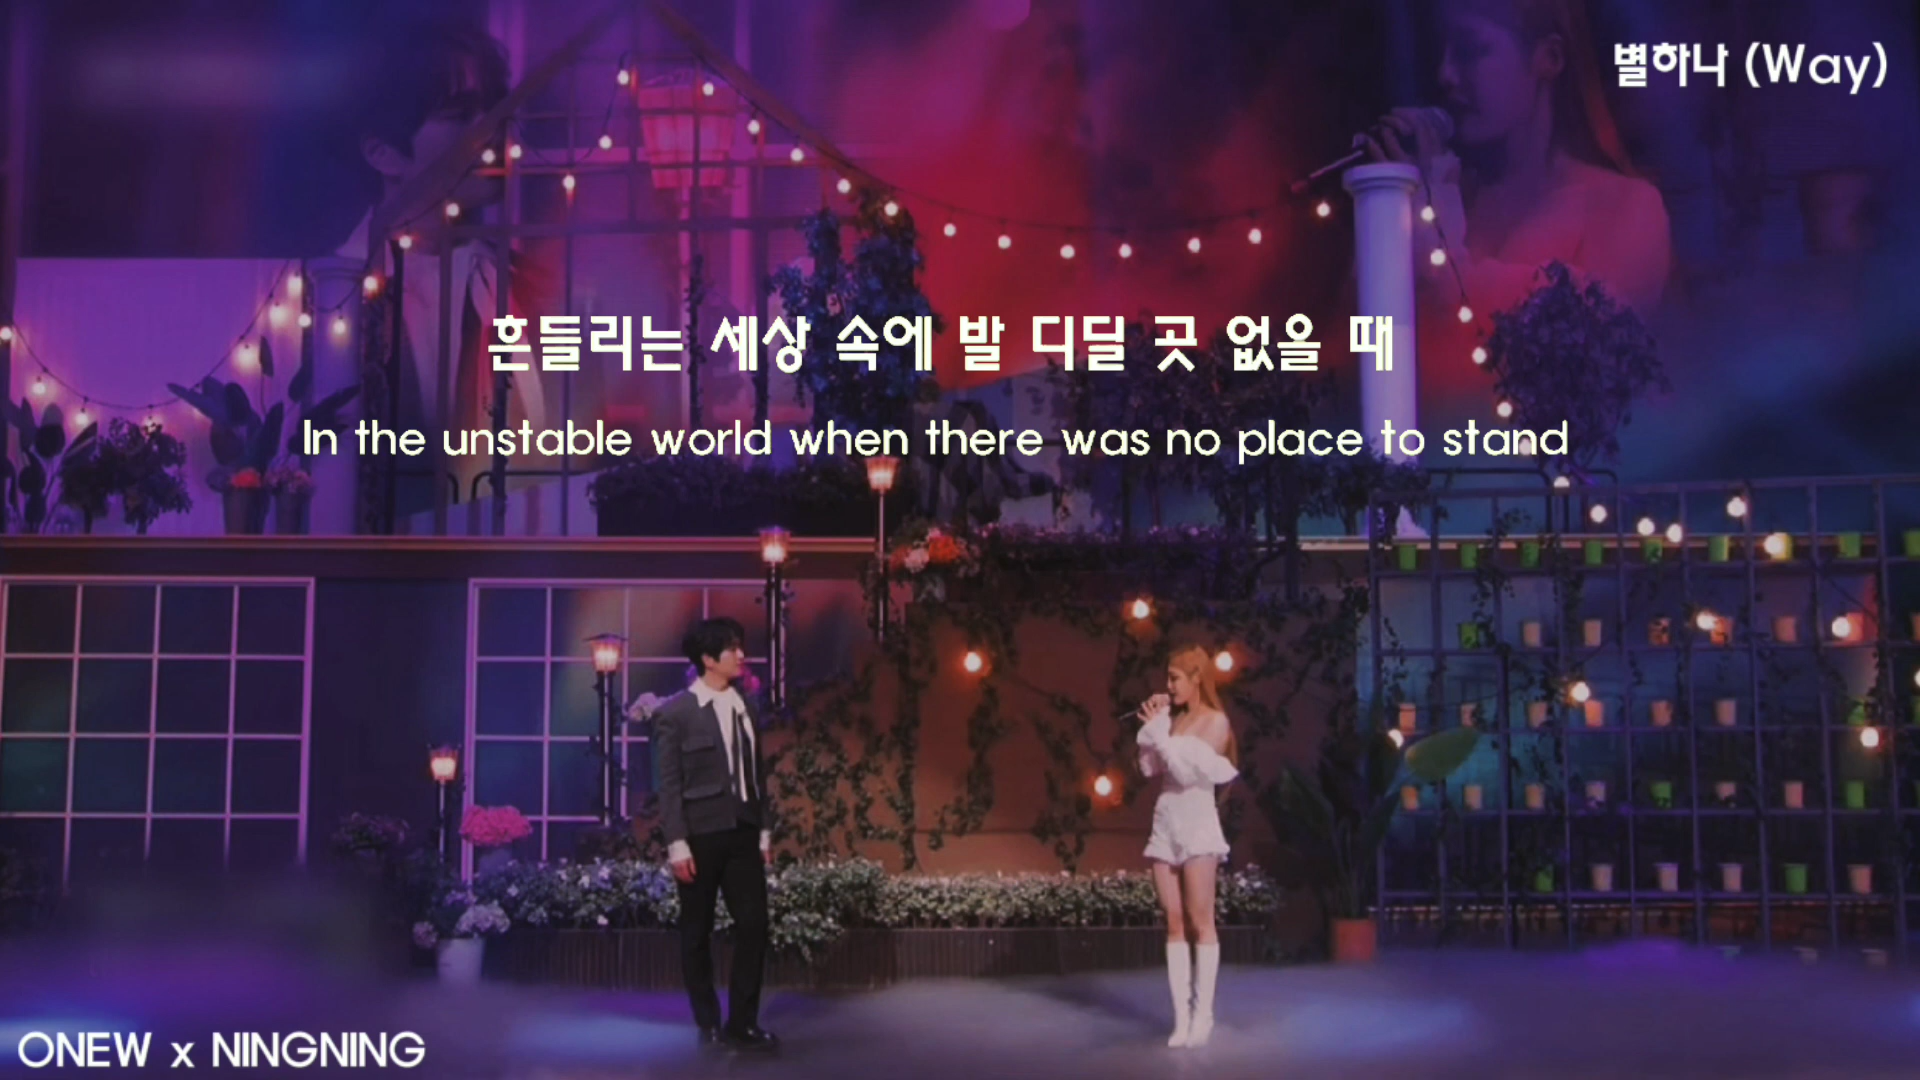 별하나 (Way)
흔들리는 세상 속에 발 디딜 곳 없을 때
In the unstable world when there was no place to stand
ONEW x NINGNING